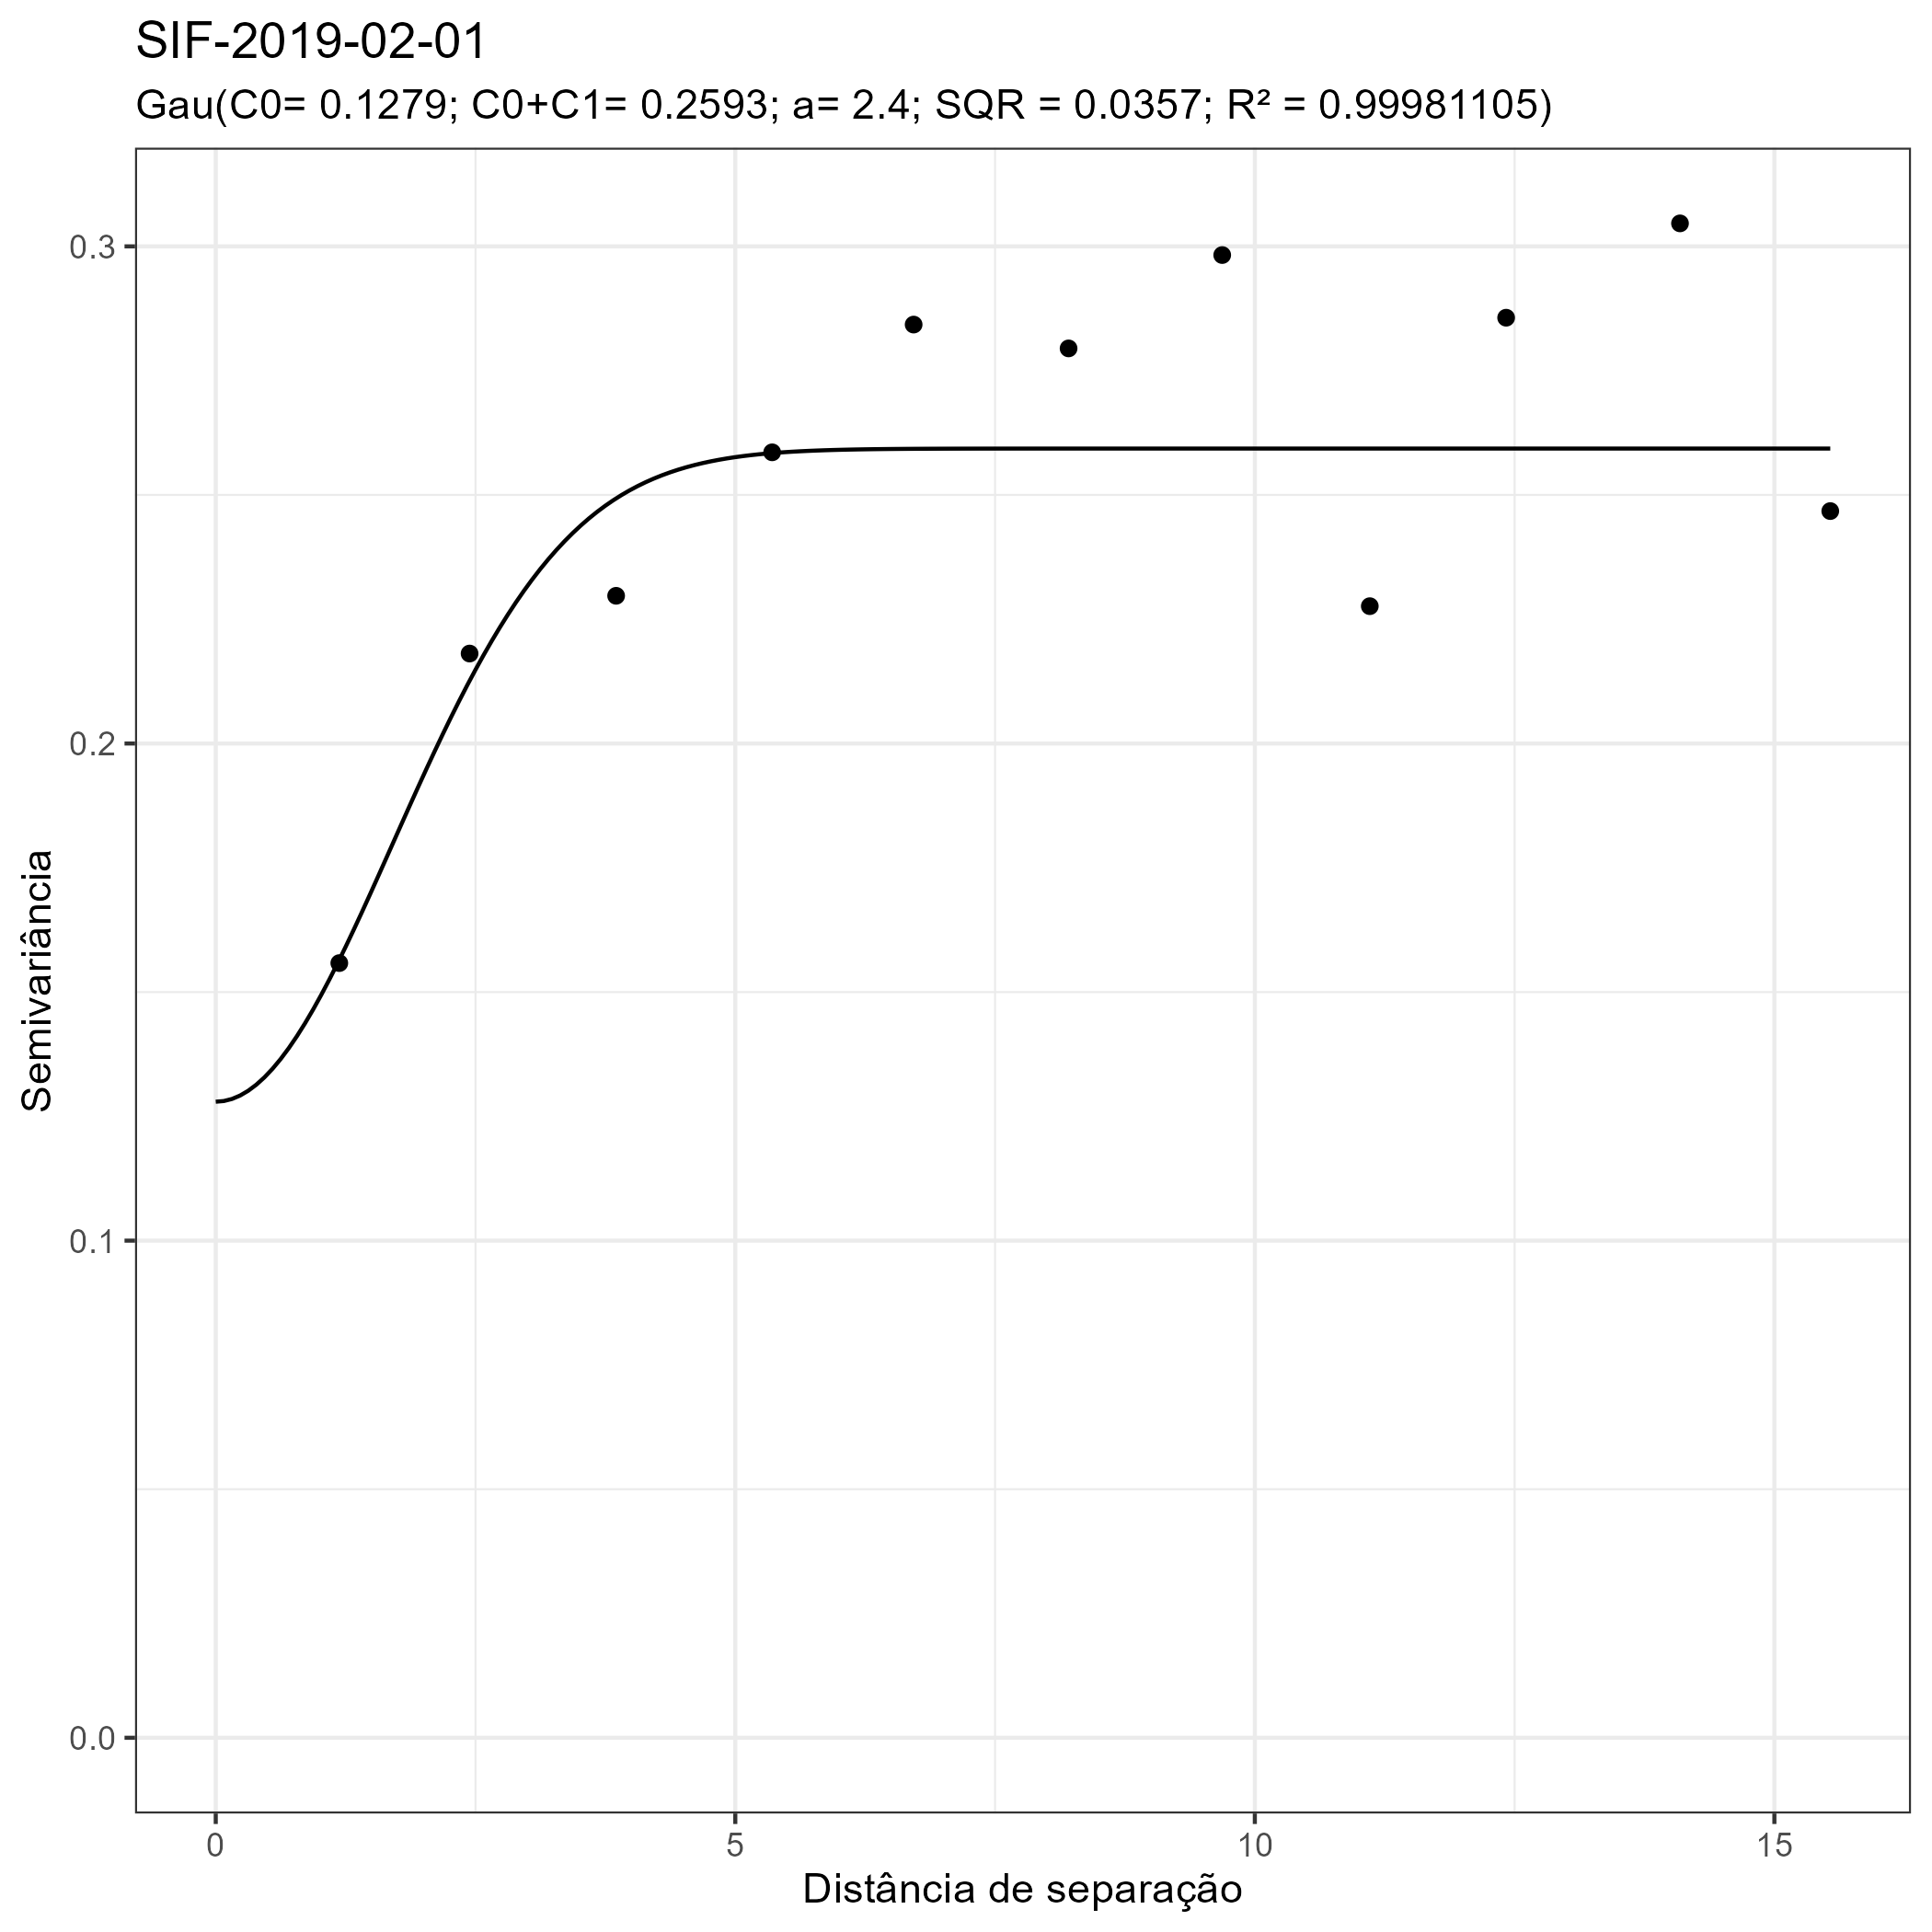 SIF-2019-02-01
Gau(C0= 0.1279; C0+C1= 0.2593; a= 2.4; SQR = 0.0357; R² = 0.99981105)
0.3
0.2
0.1
0.0
Semivariância
0 5 10 15
Distância de separação